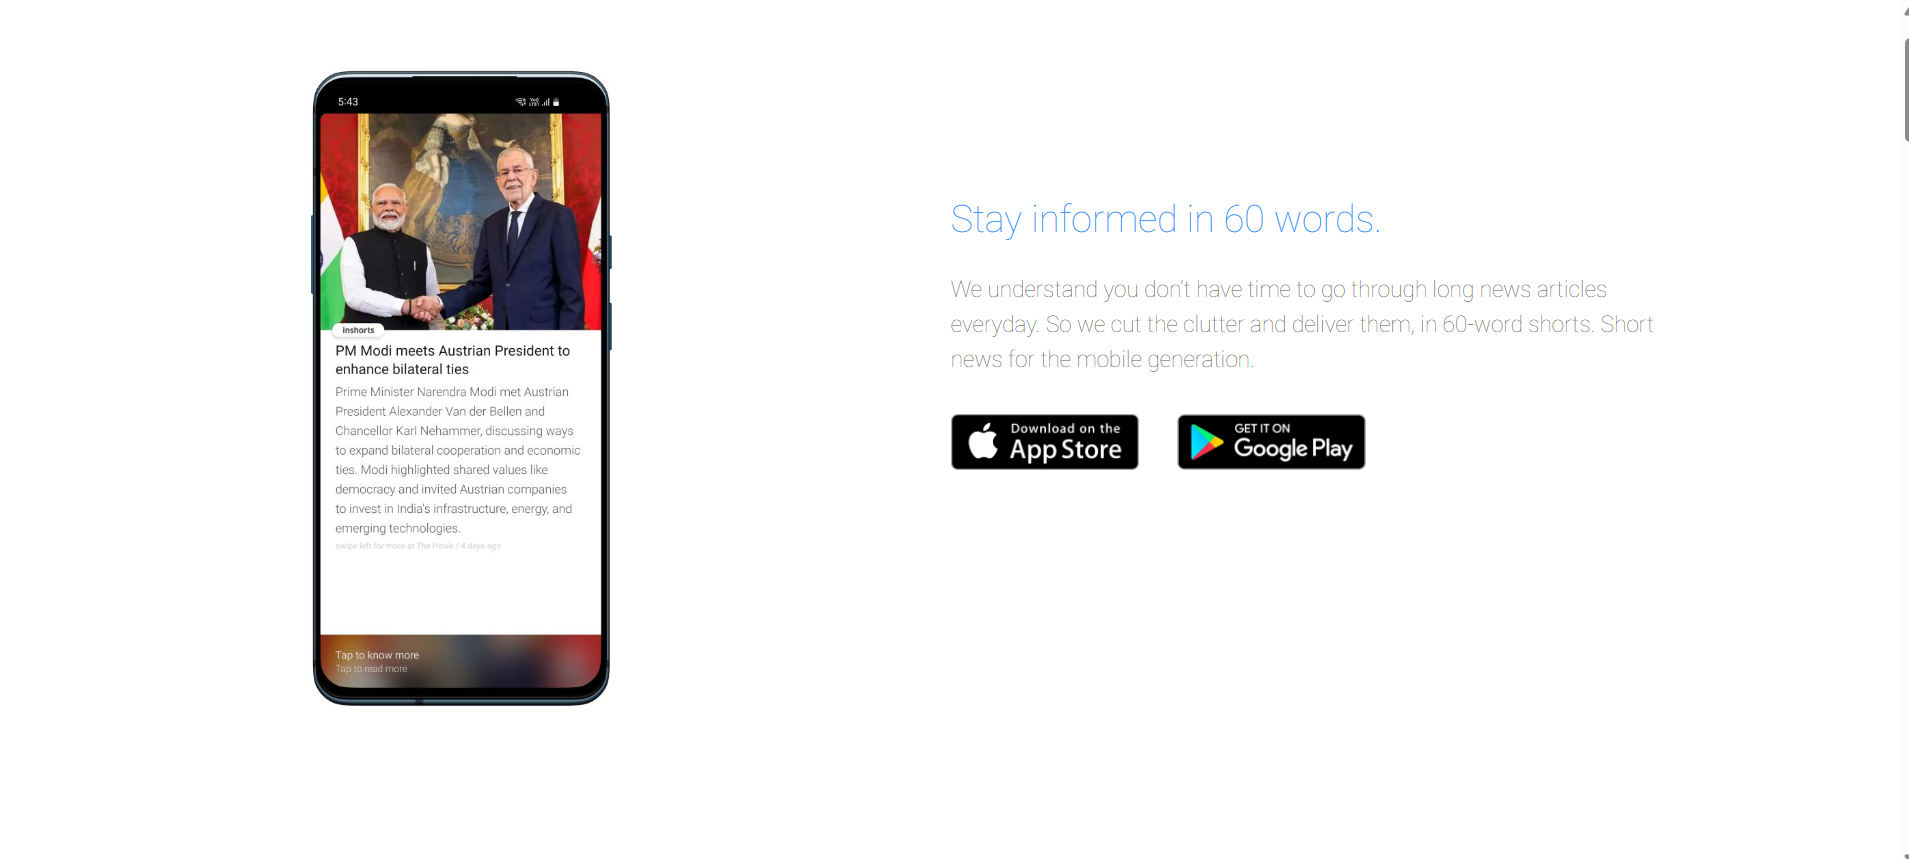 5:43
inshorts
PM Modi meets Austrian President to
enhance bilateral ties
Prime Minister Narendra Modi met Austrian
President Alexander Van der Bellen and
Chancellor Karl Nehammer, discussing ways
to expand bilateral cooperation and economic
ties. Modi highlighted shared values like
democracy and invited Austrian companies
to invest in India's infrastructure, energy, and
emerging technologies.
swipe left for more at The Hawk / 4 days ago
Tap to know more
Tap to read more
Stay informed in 60 words.
We understand you don’t have time to go through long news articles
everyday. So we cut the clutter and deliver them, in 60-word shorts. Short
news for the mobile generation.
Download on the
App Store
GET IT ON
Google Play